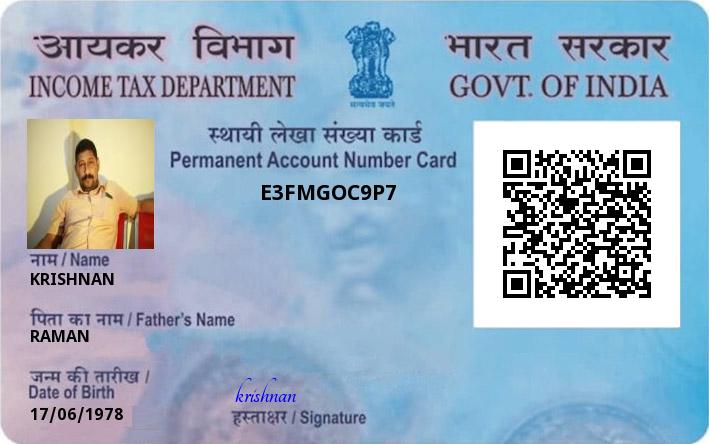 आयकर विभाग
भारत सरकार
INCOME TAX DEPARTMENT
GOVT. OF INDIA
सत्यमेव जयते
स्थायी लेखा संख्या कार्ड
Permanent Account Number Card
E3FMGOC9P7
नाम / Name
KRISHNAN
पिता का नाम / Father's Name
RAMAN
जन्म की तारीख /
Date of Birth
17/06/1978
krishnan
हस्ताक्षर / Signature